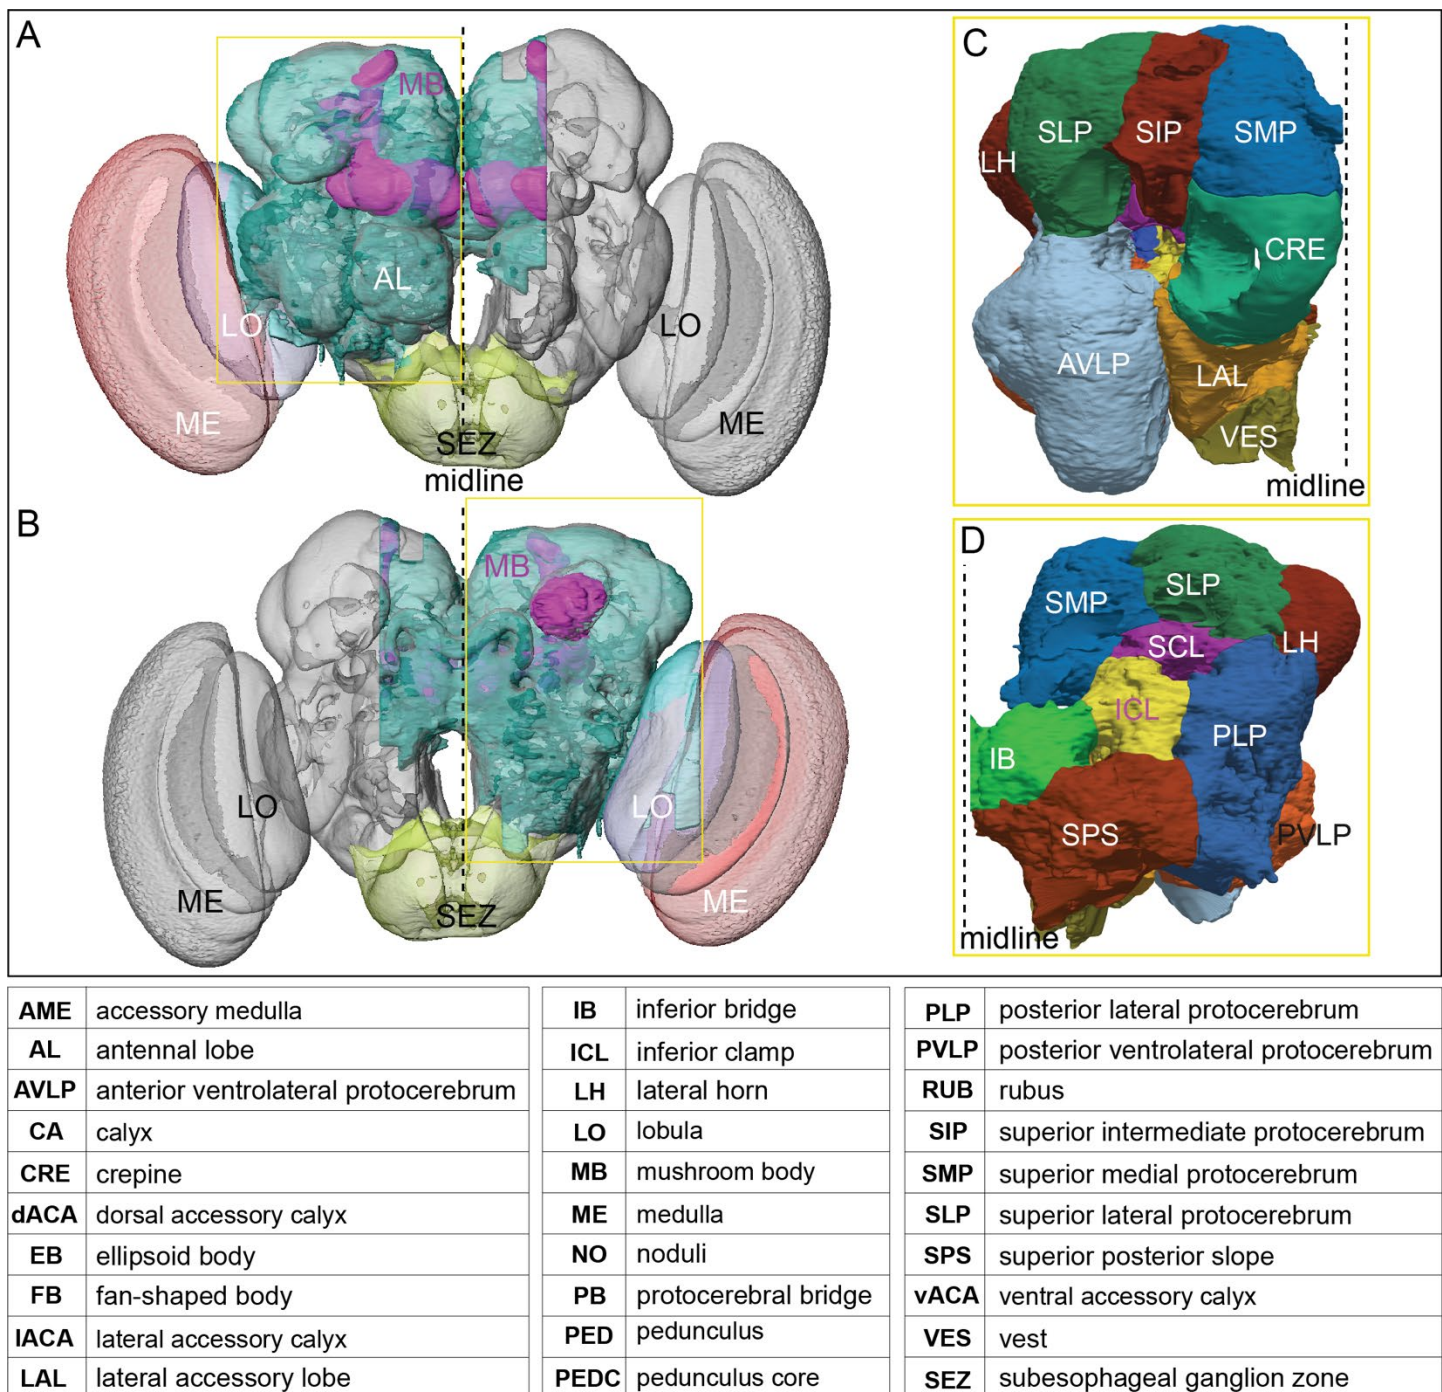 A
MB
AL
LO
ME
LO
ME
SEZ
midline
B
MB
LO
ME
LO
ME
SEZ
C
SLP
SIP
SMP
LH
CRE
AVLP
LAL
VES
midline
D
SMP
SLP
SCL
LH
ICL
PLP
IB
SPS
PVLP
midline
AME accessory medulla
AL antennal lobe
AVLP anterior ventrolateral protocerebrum
CA calyx
CRE crepine
dACA dorsal accessory calyx
EB ellipsoid body
FB fan-shaped body
lACA lateral accessory calyx
LAL lateral accessory lobe
IB inferior bridge
ICL inferior clamp
LH lateral horn
LO lobula
MB mushroom body
ME medulla
NO noduli
PB protocerebral bridge
PED pedunculus
PEDC pedunculus core
PLP posterior lateral protocerebrum
PVLP posterior ventrolateral protocerebrum
RUB rubus
SIP superior intermediate protocerebrum
SMP superior medial protocerebrum
SLP superior lateral protocerebrum
SPS superior posterior slope
vACA ventral accessory calyx
VES vest
SEZ subesophageal ganglion zone